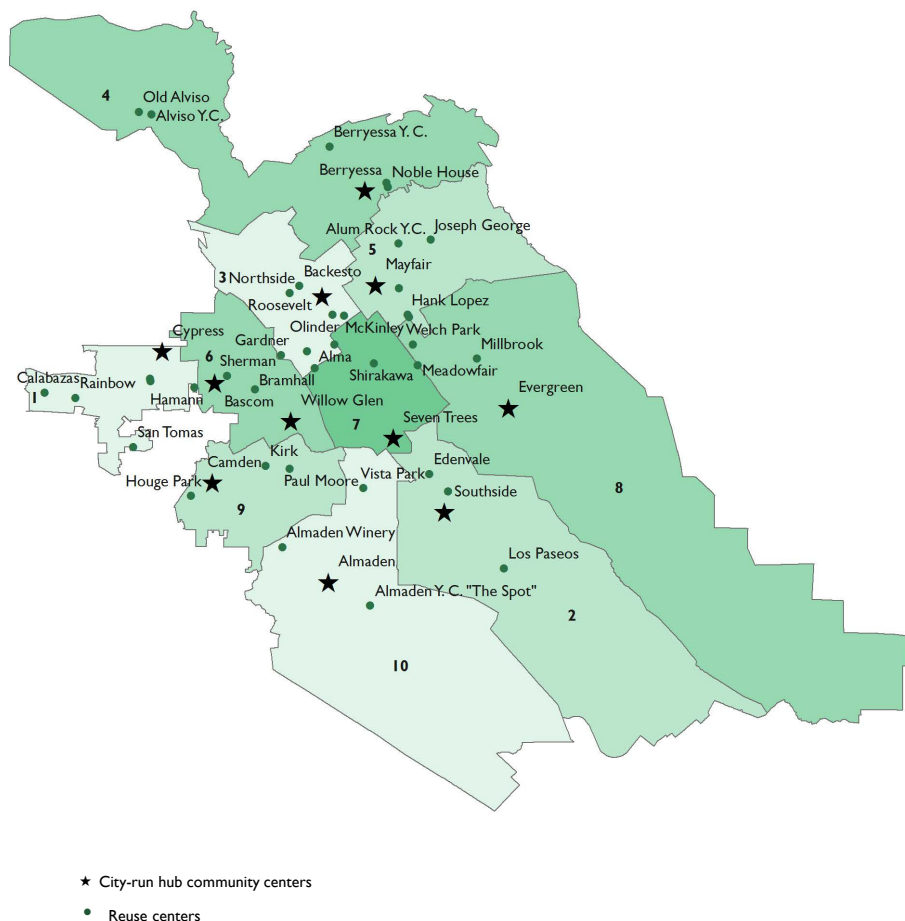 4
Old Alviso
Alviso Y.C.
Berryessa Y. C.
Berryessa
Noble House
Alum Rock Y.C.
Joseph George
5
Mayfair
3
Northside
Backesto
Roosevelt
Hank Lopez
Olinder
McKinley
Welch Park
Cypress
Gardner
Alma
Millbrook
6
Sherman
Shirakawa
Meadowfair
Calabazas
Rainbow
1
Hamann
Bramhall
Bascom
Willow Glen
Evergreen
7
Seven Trees
San Tomas
Camden
Kirk
Edenvale
Houge Park
Paul Moore
Vista Park
Southside
8
9
Almaden Winery
Los Paseos
Almaden
Almaden Y. C. "The Spot"
2
10
City-run hub community centers
Reuse centers